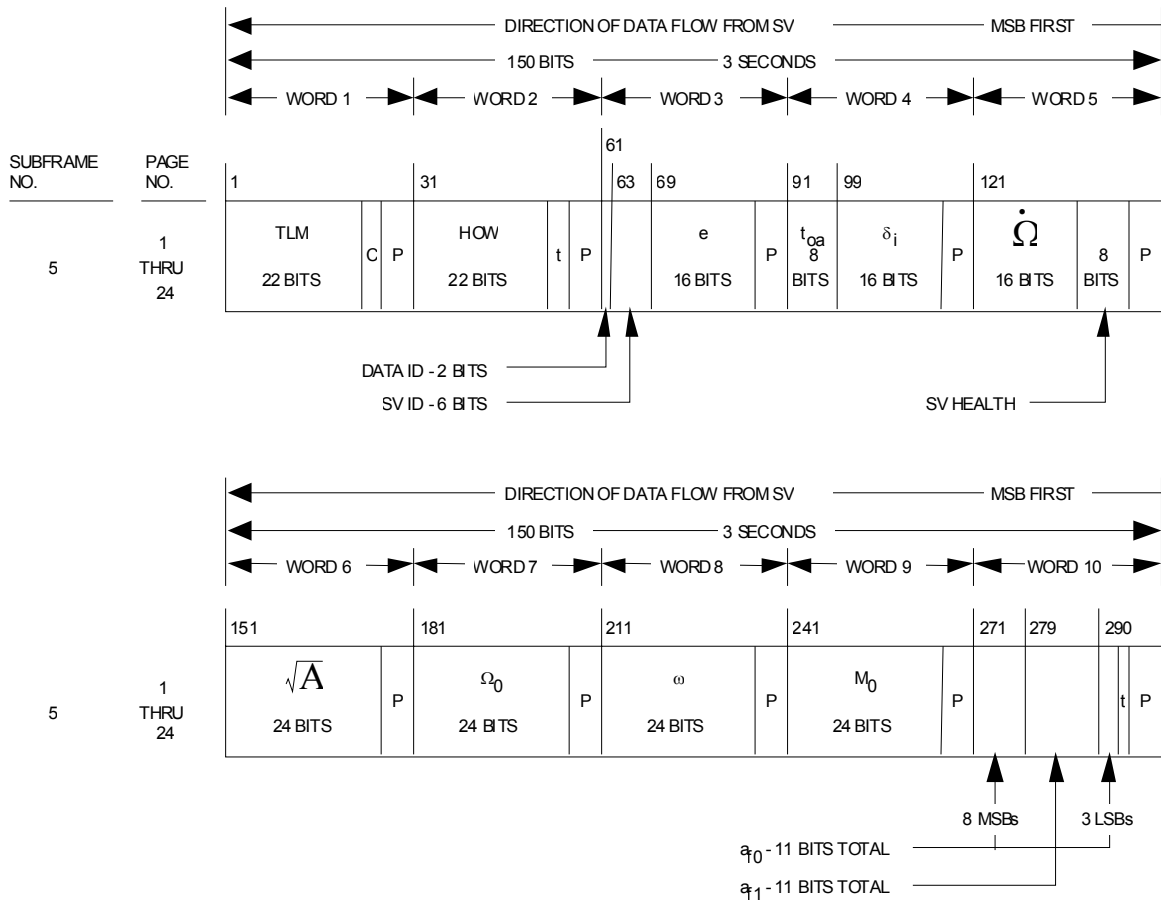 DIRECTION OF DATA FLOW FROM SV MSB FIRST
150 BITS 3 SECONDS
WORD 1 WORD 2 WORD 3 WORD 4 WORD 5
61
SUBFRAME NO. PAGE NO.
1 31 63 69 91 99 121
5
1 THRU 24
TLM 22 BITS C P HOW 22 BITS t P e 16 BITS P t_oa 8 BITS δ_i 16 BITS P Ω̇ 16 BITS 8 BITS P
DATA ID - 2 BITS
SV ID - 6 BITS SV HEALTH
DIRECTION OF DATA FLOW FROM SV MSB FIRST
150 BITS 3 SECONDS
WORD 6 WORD 7 WORD 8 WORD 9 WORD 10
151 181 211 241 271 279 290
5
1 THRU 24
√A 24 BITS P Ω_0 24 BITS P ω 24 BITS P M_0 24 BITS P t P
8 MSBs 3 LSBs
a_f0 - 11 BITS TOTAL
a_f1 - 11 BITS TOTAL